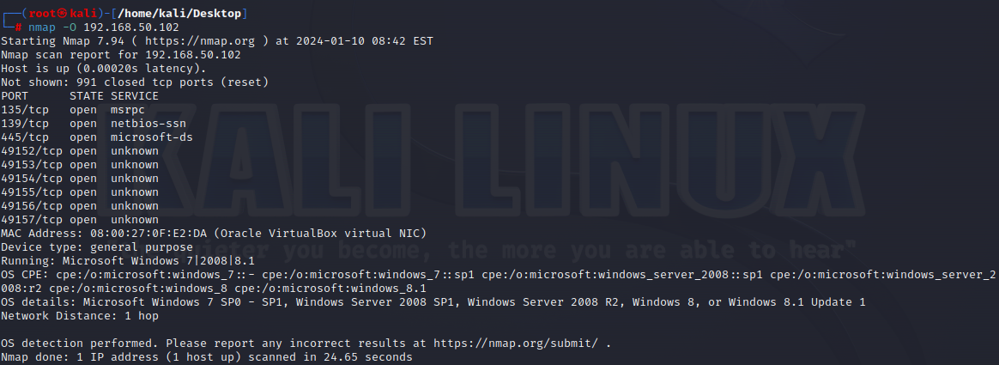 ┌──(root㉿kali)-[/home/kali/Desktop]
└─# nmap -O 192.168.50.102
Starting Nmap 7.94 ( https://nmap.org ) at 2024-01-10 08:42 EST
Nmap scan report for 192.168.50.102
Host is up (0.00020s latency).
Not shown: 991 closed tcp ports (reset)
PORT      STATE SERVICE
135/tcp   open  msrpc
139/tcp   open  netbios-ssn
445/tcp   open  microsoft-ds
49152/tcp open  unknown
49153/tcp open  unknown
49154/tcp open  unknown
49155/tcp open  unknown
49156/tcp open  unknown
49157/tcp open  unknown
KALI LINUX
MAC Address: 08:00:27:0F:E2:DA (Oracle VirtualBox virtual NIC)
Device type: general purpose
quieter you become, the more you are able to hear"
Running: Microsoft Windows 7|2008|8.1
OS CPE: cpe:/o:microsoft:windows_7::- cpe:/o:microsoft:windows_7::sp1 cpe:/o:microsoft:windows_server_2008::sp1 cpe:/o:microsoft:windows_server_2
008:r2 cpe:/o:microsoft:windows_8 cpe:/o:microsoft:windows_8.1
OS details: Microsoft Windows 7 SP0 - SP1, Windows Server 2008 SP1, Windows Server 2008 R2, Windows 8, or Windows 8.1 Update 1
Network Distance: 1 hop
OS detection performed. Please report any incorrect results at https://nmap.org/submit/ .
Nmap done: 1 IP address (1 host up) scanned in 24.65 seconds